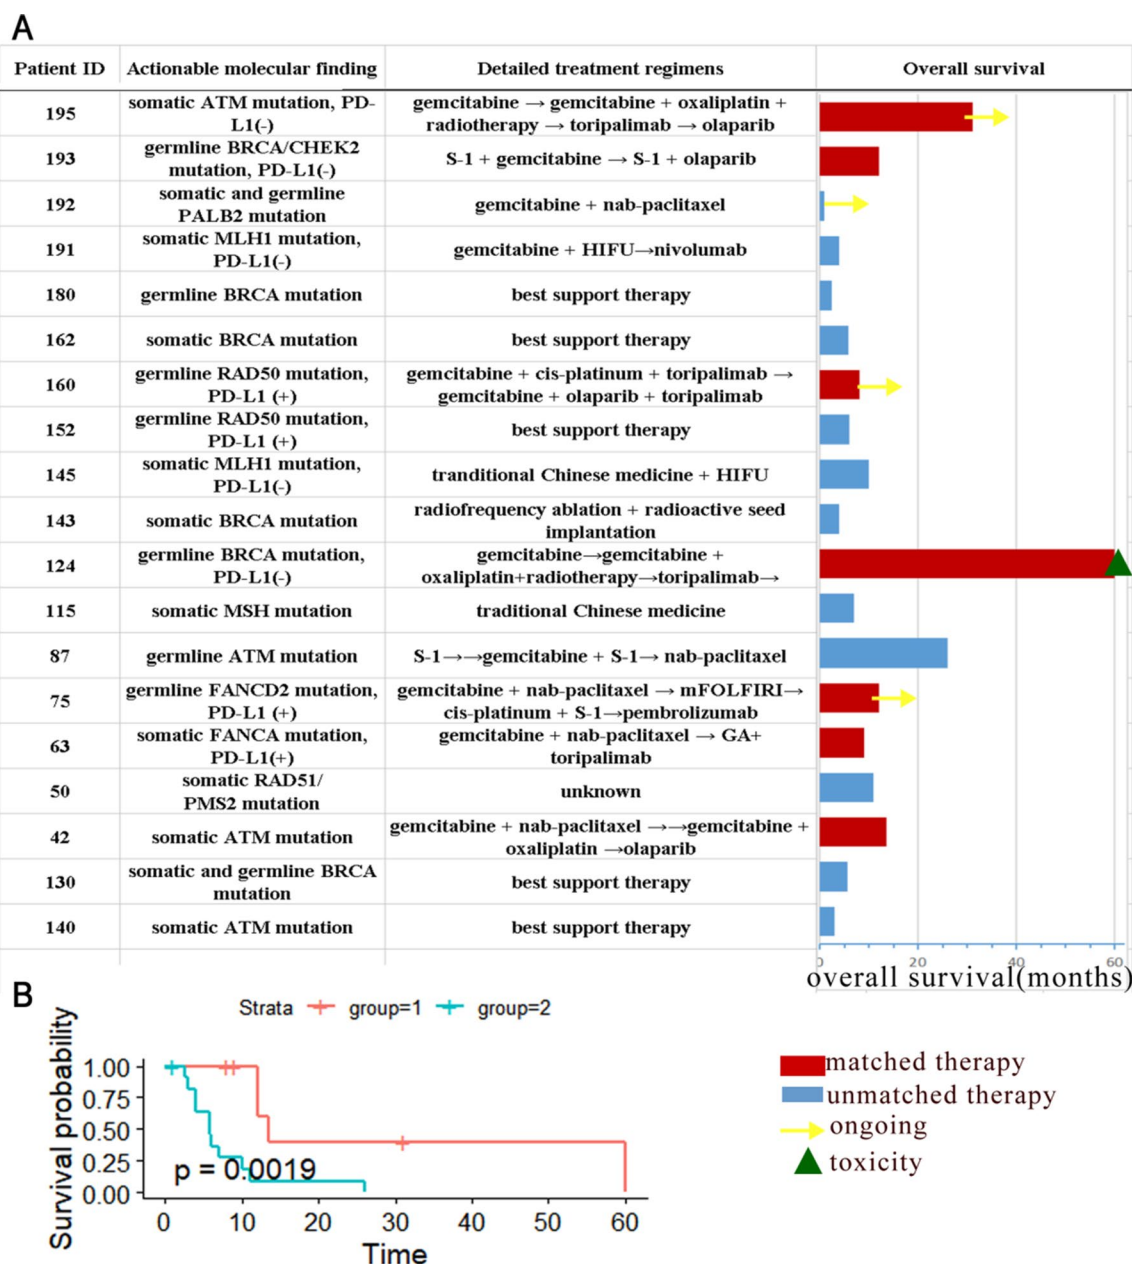 A
Patient ID Actionable molecular finding Detailed treatment regimens Overall survival
195 somatic ATM mutation, PD-
L1(-) gemcitabine → gemcitabine + oxaliplatin +
radiotherapy → toripalimab → olaparib
193 germline BRCA/CHEK2
mutation, PD-L1(-) S-1 + gemcitabine → S-1 + olaparib
192 somatic and germline
PALB2 mutation gemcitabine + nab-paclitaxel
191 somatic MLH1 mutation,
PD-L1(-) gemcitabine + HIFU→nivolumab
180 germline BRCA mutation best support therapy
162 somatic BRCA mutation best support therapy
160 germline RAD50 mutation,
PD-L1 (+) gemcitabine + cis-platinum + toripalimab →
gemcitabine + olaparib + toripalimab
152 germline RAD50 mutation,
PD-L1 (+) best support therapy
145 somatic MLH1 mutation,
PD-L1(-) tranditional Chinese medicine + HIFU
143 somatic BRCA mutation radiofrequency ablation + radioactive seed
implantation
124 germline BRCA mutation,
PD-L1(-) gemcitabine→gemcitabine +
oxaliplatin+radiotherapy→toripalimab→
115 somatic MSH mutation traditional Chinese medicine
87 germline ATM mutation S-1→→gemcitabine + S-1→ nab-paclitaxel
75 germline FANCD2 mutation,
PD-L1 (+) gemcitabine + nab-paclitaxel → mFOLFIRI→
cis-platinum + S-1→pembrolizumab
63 somatic FANCA mutation,
PD-L1(+) gemcitabine + nab-paclitaxel → GA+
toripalimab
50 somatic RAD51/
PMS2 mutation unknown
42 somatic ATM mutation gemcitabine + nab-paclitaxel →→gemcitabine +
oxaliplatin →olaparib
130 somatic and germline BRCA
mutation best support therapy
140 somatic ATM mutation best support therapy
0 20 40 60
overall survival(months)
B
Strata group=1 group=2
Survival probability
1.00
0.75
0.50
0.25
0.00
p = 0.0019
0 10 20 30 40 50 60
Time
matched therapy
unmatched therapy
ongoing
toxicity